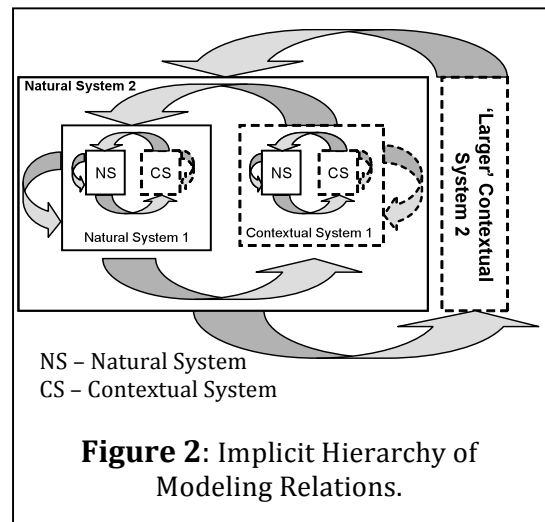 Natural System 2
NS
CS
Natural System 1
NS
CS
Contextual System 1
'Larger' Contextual
System 2
NS – Natural System
CS – Contextual System
Figure 2: Implicit Hierarchy of
Modeling Relations.